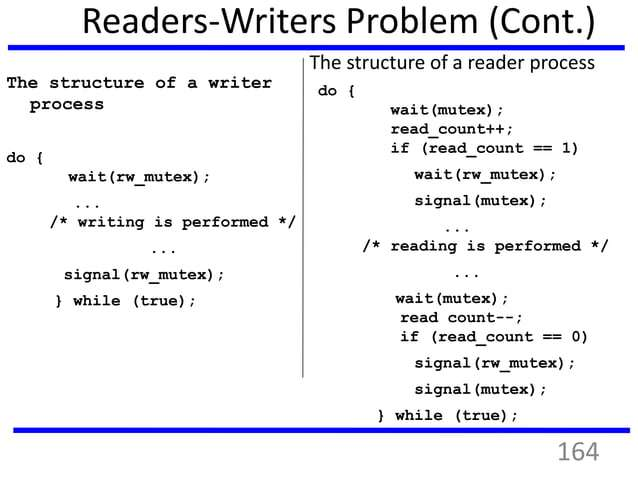 Readers-Writers Problem (Cont.)
The structure of a writer
process
do {
wait(rw_mutex);
...
/* writing is performed */
...
signal(rw_mutex);
} while (true);
The structure of a reader process
do {
wait(mutex);
read_count++;
if (read_count == 1)
wait(rw_mutex);
signal(mutex);
...
/* reading is performed */
...
wait(mutex);
read count--;
if (read_count == 0)
signal(rw_mutex);
signal(mutex);
} while (true);
164